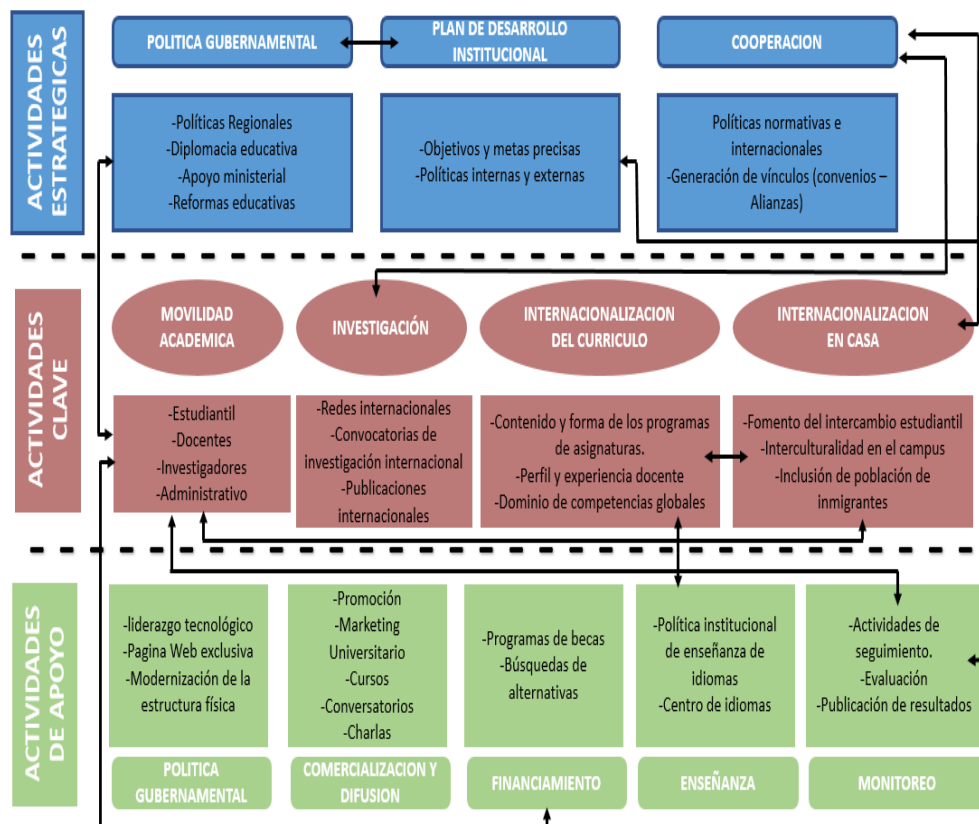 ACTIVIDADES
ESTRATEGICAS
POLITICA GUBERNAMENTAL
PLAN DE DESARROLLO
INSTITUCIONAL
COOPERACION
-Políticas Regionales
-Diplomacia educativa
-Apoyo ministerial
-Reformas educativas
-Objetivos y metas precisas
-Políticas internas y externas
Políticas normativas e
internacionales
-Generación de vínculos (convenios –
Alianzas)
ACTIVIDADES
CLAVE
MOVILIDAD
ACADEMICA
INVESTIGACIÓN
INTERNACIONALIZACION
DEL CURRICULO
INTERNACIONALIZACION
EN CASA
-Estudiantil
-Docentes
-Investigadores
-Administrativo
-Redes internacionales
-Convocatorias de
investigación internacional
-Publicaciones
internacionales
-Contenido y forma de los programas
de asignaturas.
-Perfil y experiencia docente
-Dominio de competencias globales
-Fomento del intercambio estudiantil
-Interculturalidad en el campus
-Inclusión de población de
inmigrantes
ACTIVIDADES
DE APOYO
-liderazgo tecnológico
-Pagina Web exclusiva
-Modernización de la
estructura física
-Promoción
-Marketing
Universitario
-Cursos
-Conversatorios
-Charlas
-Programas de becas
-Búsquedas de
alternativas
-Política institucional
de enseñanza de
idiomas
-Centro de idiomas
-Actividades de
seguimiento.
-Evaluación
-Publicación de resultados
POLITICA
GUBERNAMENTAL
COMERCIALIZACION Y
DIFUSION
FINANCIAMIENTO
ENSEÑANZA
MONITOREO